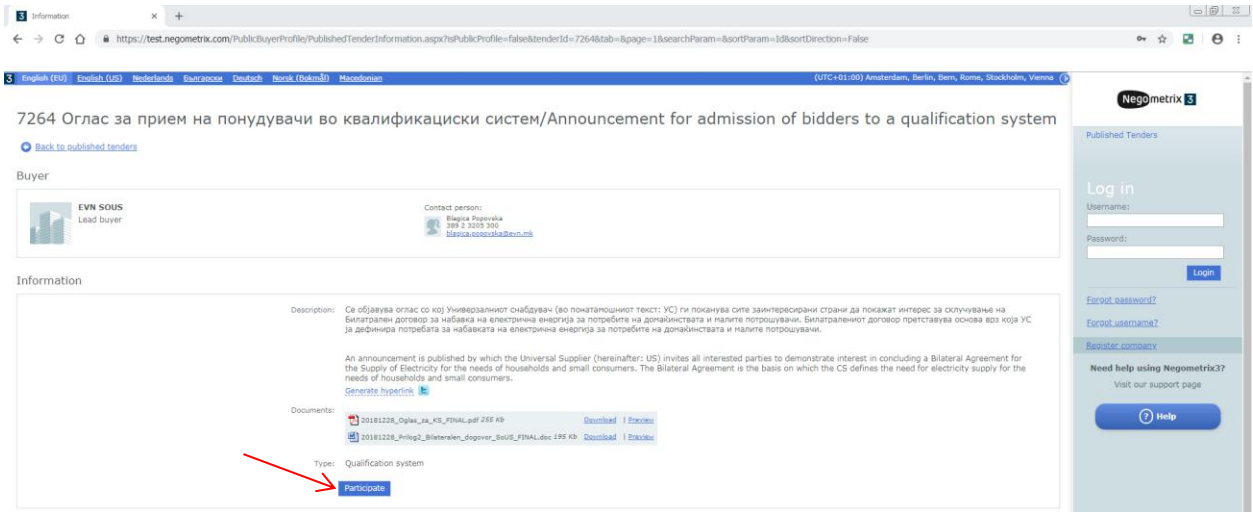 3 Information × +
https://test.negometrix.com/PublicBuyerProfile/PublishedTenderInformation.aspx?isPublicProfile=false&tenderId=7264&tab=&page=1&searchParam=&sortParam=Id&sortDirection=False
3 English (EU) English (US) Nederlands Български Deutsch Norsk (Bokmål) Macedonian (UTC+01:00) Amsterdam, Berlin, Bern, Rome, Stockholm, Vienna
7264 Оглас за прием на понудувачи во квалификациски систем/Announcement for admission of bidders to a qualification system
Back to published tenders
Buyer
EVN SOUS
Lead buyer
Contact person:
Blagica Popovska
389 2 3205 300
blagica.popovska@evn.mk
Information
Description: Се објавува оглас со кој Универзалниот снабдувач (во понатамошниот текст: УС) ги поканува сите заинтересирани страни да покажат интерес за склучување на
Билатрален договор за набавка на електрична енергија за потребите на домаќинствата и малите потрошувачи. Билатералениот договор претставува основа врз која УС
ја дефинира потребата за набавката на електрична енергија за потребите на домаќинствата и малите потрошувачи.
An announcement is published by which the Universal Supplier (hereinafter: US) invites all interested parties to demonstrate interest in concluding a Bilateral Agreement for
the Supply of Electricity for the needs of households and small consumers. The Bilateral Agreement is the basis on which the CS defines the need for electricity supply for the
needs of households and small consumers.
Generate hyperlink
Documents:
20181228_Oglas_za_KS_FINAL.pdf 255 Kb Download | Preview
20181228_Prilog2_Bilateralen_dogovor_SoUS_FINAL.doc 195 Kb Download | Preview
Type: Qualification system
Participate
Negometrix 3
Published Tenders
Log in
Username:
Password:
Login
Forgot password?
Forgot username?
Register company
Need help using Negometrix3?
Visit our support page
? Help